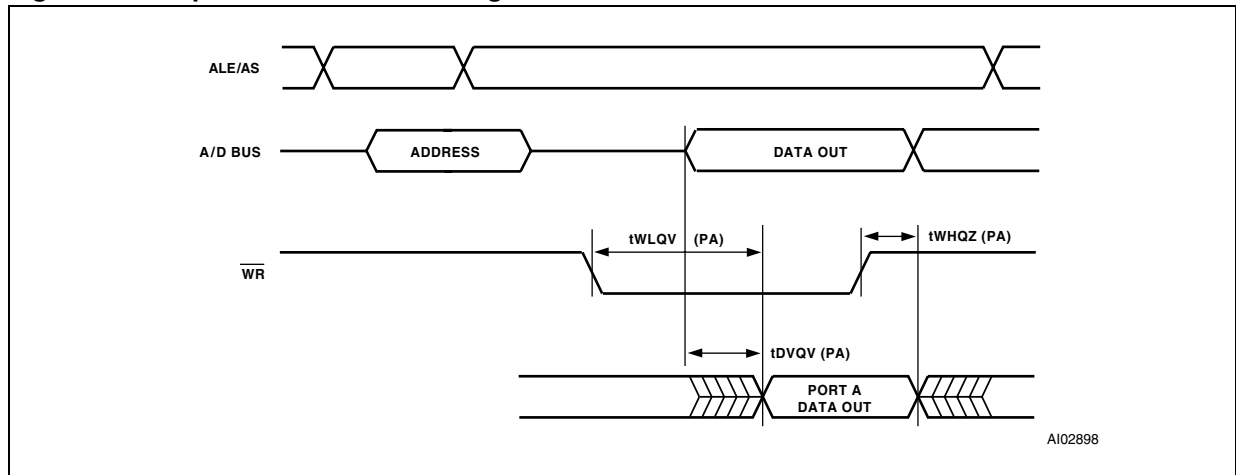 ALE/AS
A/D BUS
ADDRESS
DATA OUT
tWLQV (PA)
tWHQZ (PA)
WR
tDVQV (PA)
PORT A
DATA OUT
AI02898